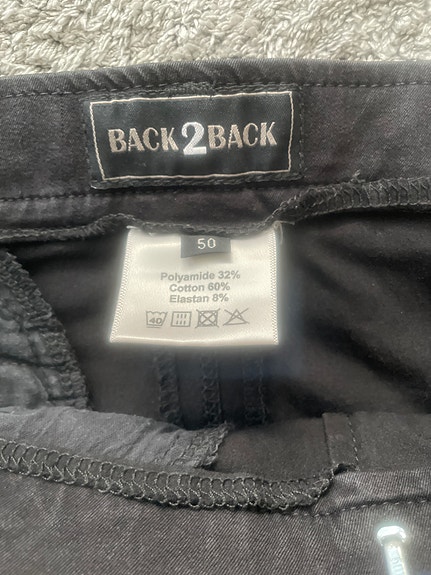 BACK2BACK
50
Polyamide 32%
Cotton 60%
Elastan 8%
40